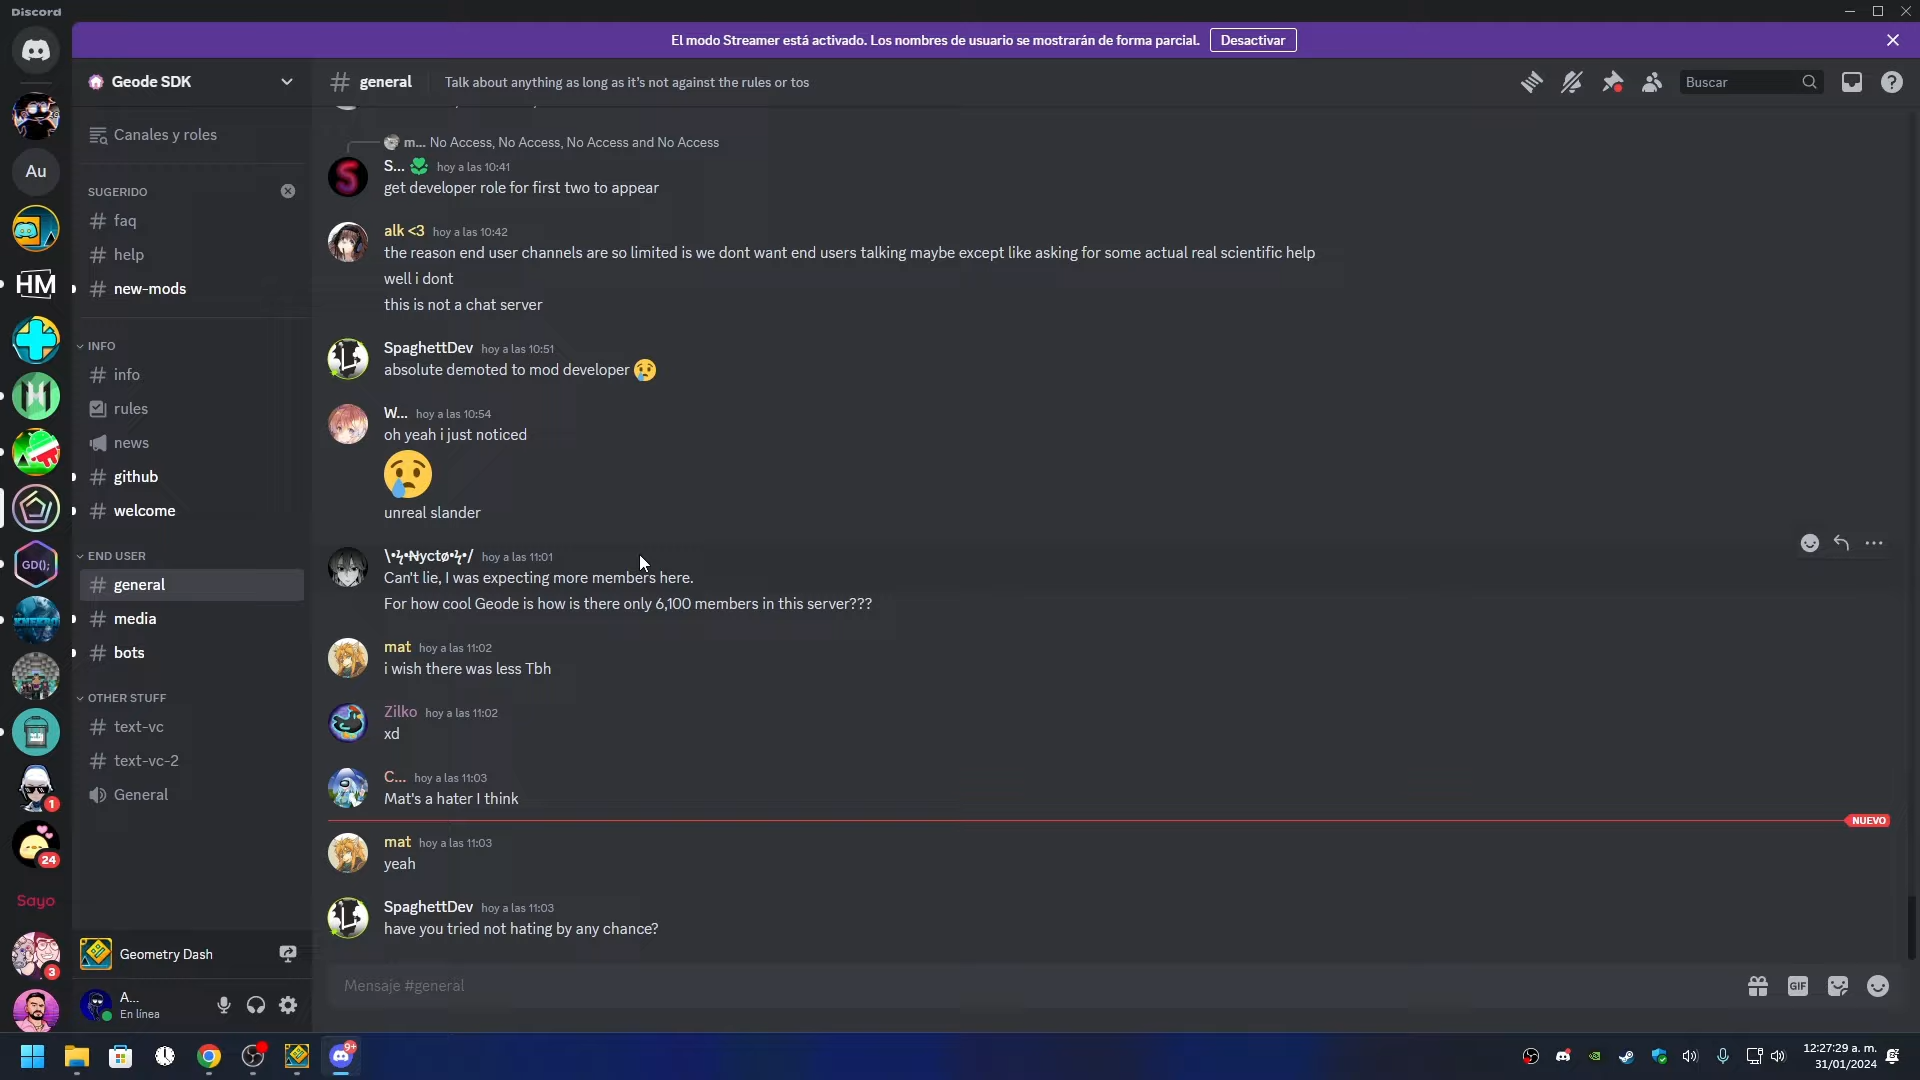 Discord
El modo Streamer está activado. Los nombres de usuario se mostrarán de forma parcial.
Desactivar
Au
HM
GD();
1
24
Sayo
3
Geode SDK
Canales y roles
SUGERIDO
faq
help
new-mods
INFO
info
rules
news
github
welcome
END USER
general
media
bots
OTHER STUFF
text-vc
text-vc-2
General
Geometry Dash
A...
En línea
general
Talk about anything as long as it's not against the rules or tos
Buscar
m... No Access, No Access, No Access and No Access
S... hoy a las 10:41
get developer role for first two to appear
alk <3 hoy a las 10:42
the reason end user channels are so limited is we dont want end users talking maybe except like asking for some actual real scientific help
well i dont
this is not a chat server
SpaghettDev hoy a las 10:51
absolute demoted to mod developer 😢
W... hoy a las 10:54
oh yeah i just noticed
😢
unreal slander
hoy a las 11:01
Can't lie, I was expecting more members here.
For how cool Geode is how is there only 6,100 members in this server???
mat hoy a las 11:02
i wish there was less Tbh
Zilko hoy a las 11:02
xd
C... hoy a las 11:03
Mat's a hater I think
NUEVO
mat hoy a las 11:03
yeah
SpaghettDev hoy a las 11:03
have you tried not hating by any chance?
Mensaje #general
GIF
9+
12:27:29 a. m.
31/01/2024